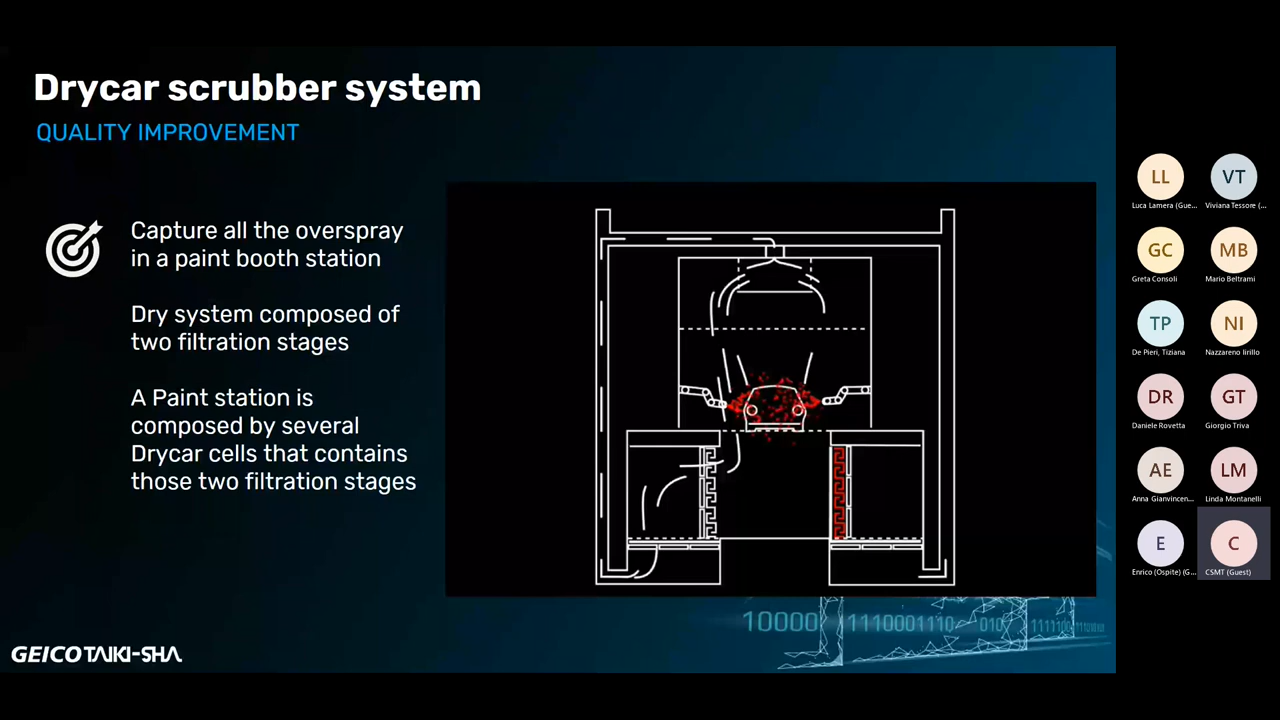 Drycar scrubber system
QUALITY IMPROVEMENT
Capture all the overspray
in a paint booth station
Dry system composed of
two filtration stages
A Paint station is
composed by several
Drycar cells that contains
those two filtration stages
GEICO TAIKI-SHA
10000
1110001110
010
LL
Luca Lamera (Gue...
VT
Viviana Tessore (...
GC
Greta Consoli
MB
Mario Beltrami
TP
De Pieri, Tiziana
NI
Nazzareno Iirillo
DR
Daniele Rovetta
GT
Giorgio Triva
AE
Anna Gianvincen...
LM
Linda Montanelli
E
Enrico (Ospite) (G...
C
CSMT (Guest)